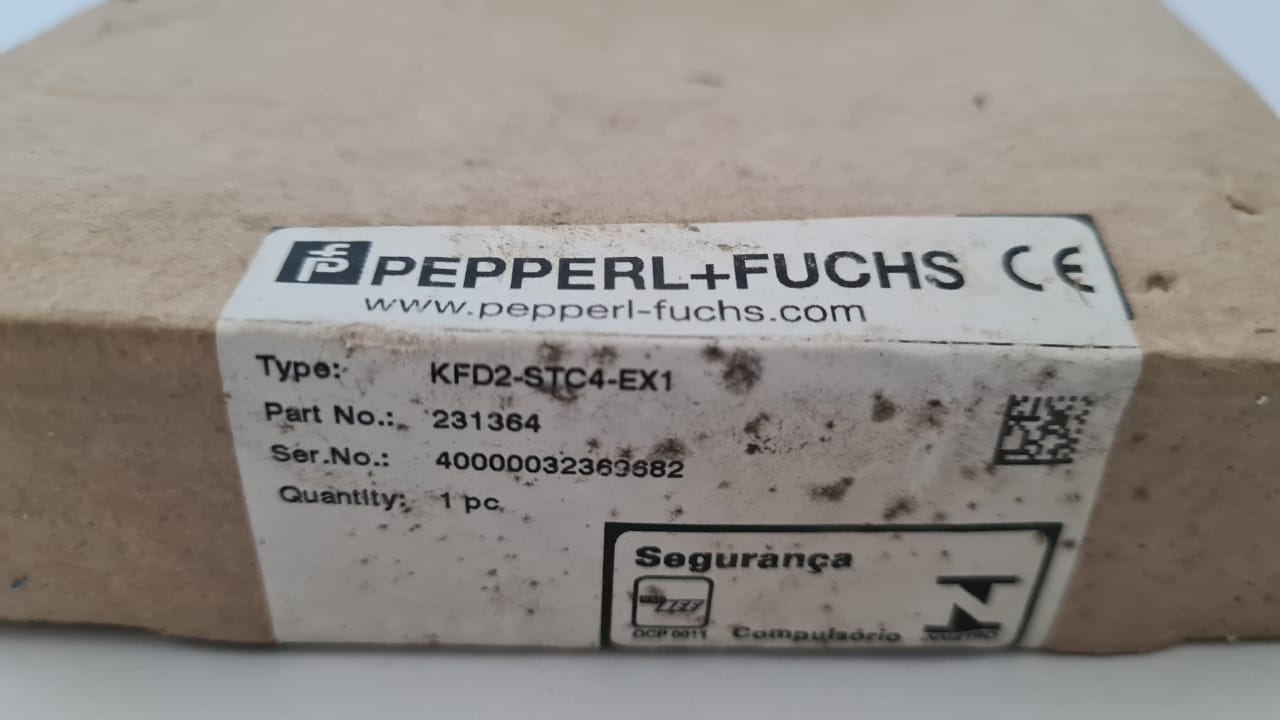 PEPPERL+FUCHS CE
www.pepperl-fuchs.com
Type: KFD2-STC4-EX1
Part No.: 231364
Ser.No.: 40000032369682
Quantity: 1 pc
Segurança
OCP 0011 Compulsório INMETRO